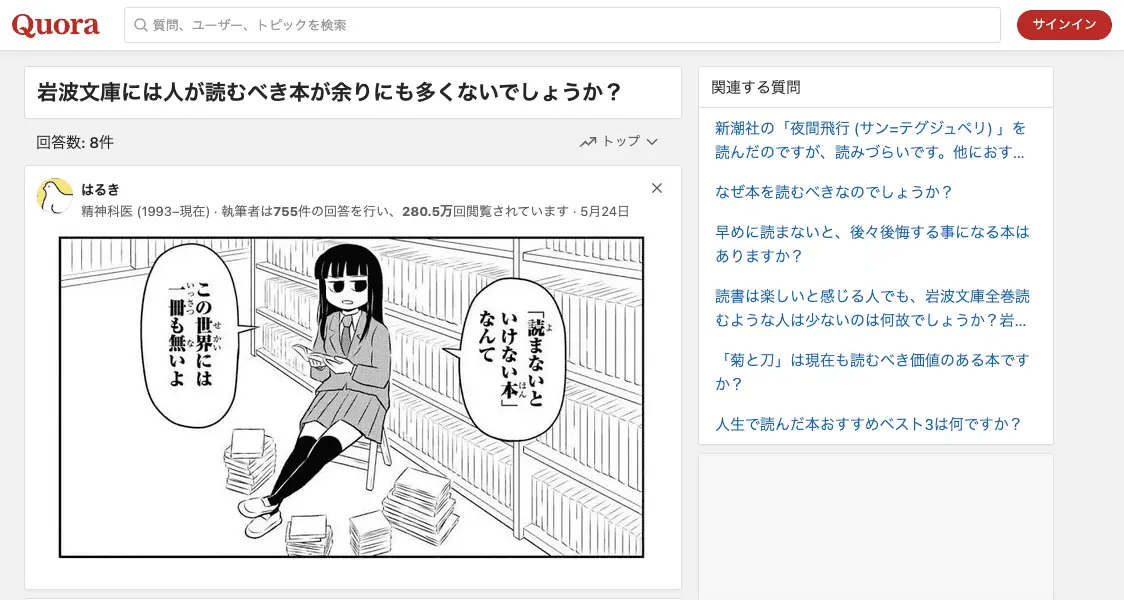 Quora
質問、ユーザー、トピックを検索
サインイン
岩波文庫には人が読むべき本が余りにも多くないでしょうか？
回答数: 8件
トップ
はるき
精神科医 (1993–現在) · 執筆者は755件の回答を行い、280.5万回閲覧されています · 5月24日
「読まないと
いけない本」
なんて
この世界には
一冊も無いよ
関連する質問
新潮社の「夜間飛行 (サン=テグジュペリ) 」を
読んだのですが、読みづらいです。他におす...
なぜ本を読むべきなのでしょうか？
早めに読まないと、後々後悔する事になる本は
ありますか？
読書は楽しいと感じる人でも、岩波文庫全巻読
むような人は少ないのは何故でしょうか？岩...
「菊と刀」は現在も読むべき価値のある本です
か？
人生で読んだ本おすすめベスト3は何ですか？